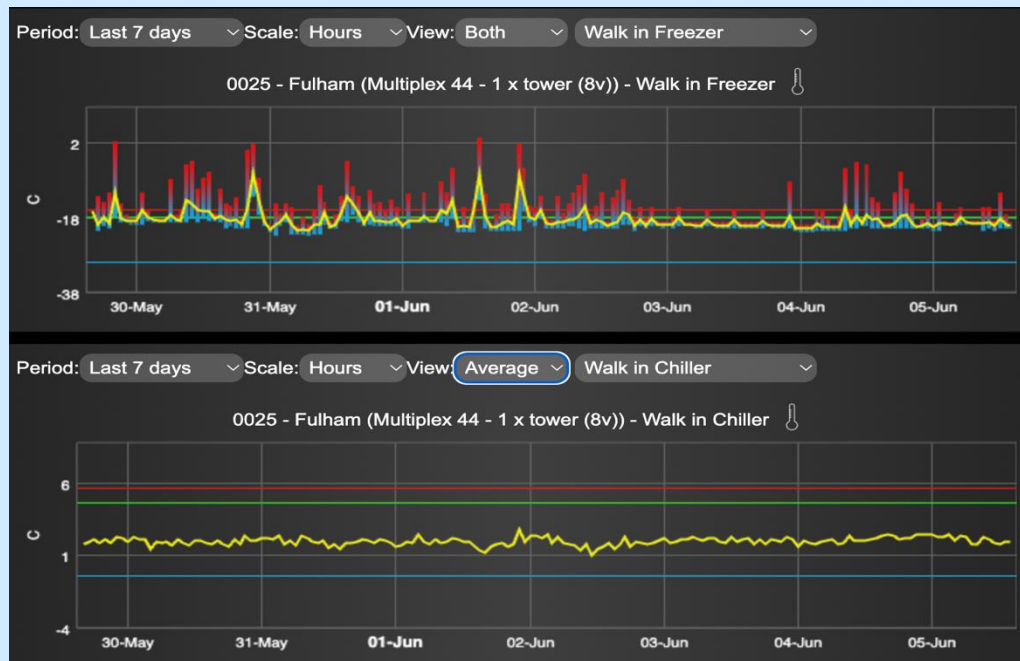 Period: Last 7 days Scale: Hours View: Both Walk in Freezer
0025 - Fulham (Multiplex 44 - 1 x tower (8v)) - Walk in Freezer
2
C
-18
-38
30-May 31-May 01-Jun 02-Jun 03-Jun 04-Jun 05-Jun
Period: Last 7 days Scale: Hours View: Average Walk in Chiller
0025 - Fulham (Multiplex 44 - 1 x tower (8v)) - Walk in Chiller
6
C
1
-4
30-May 31-May 01-Jun 02-Jun 03-Jun 04-Jun 05-Jun